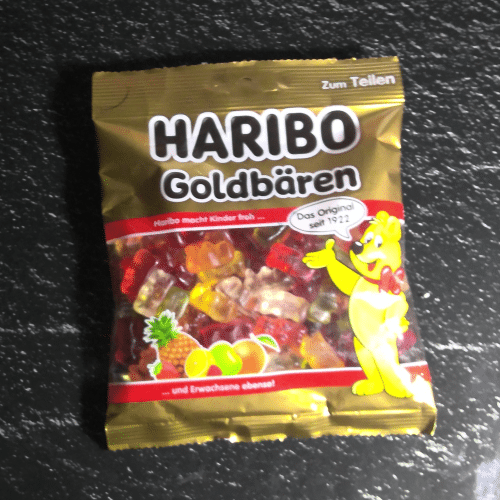 Zum Teilen
HARIBO
Goldbären
Haribo macht Kinder froh ...
Das Original
seit 1922
... und Erwachsene ebenso!